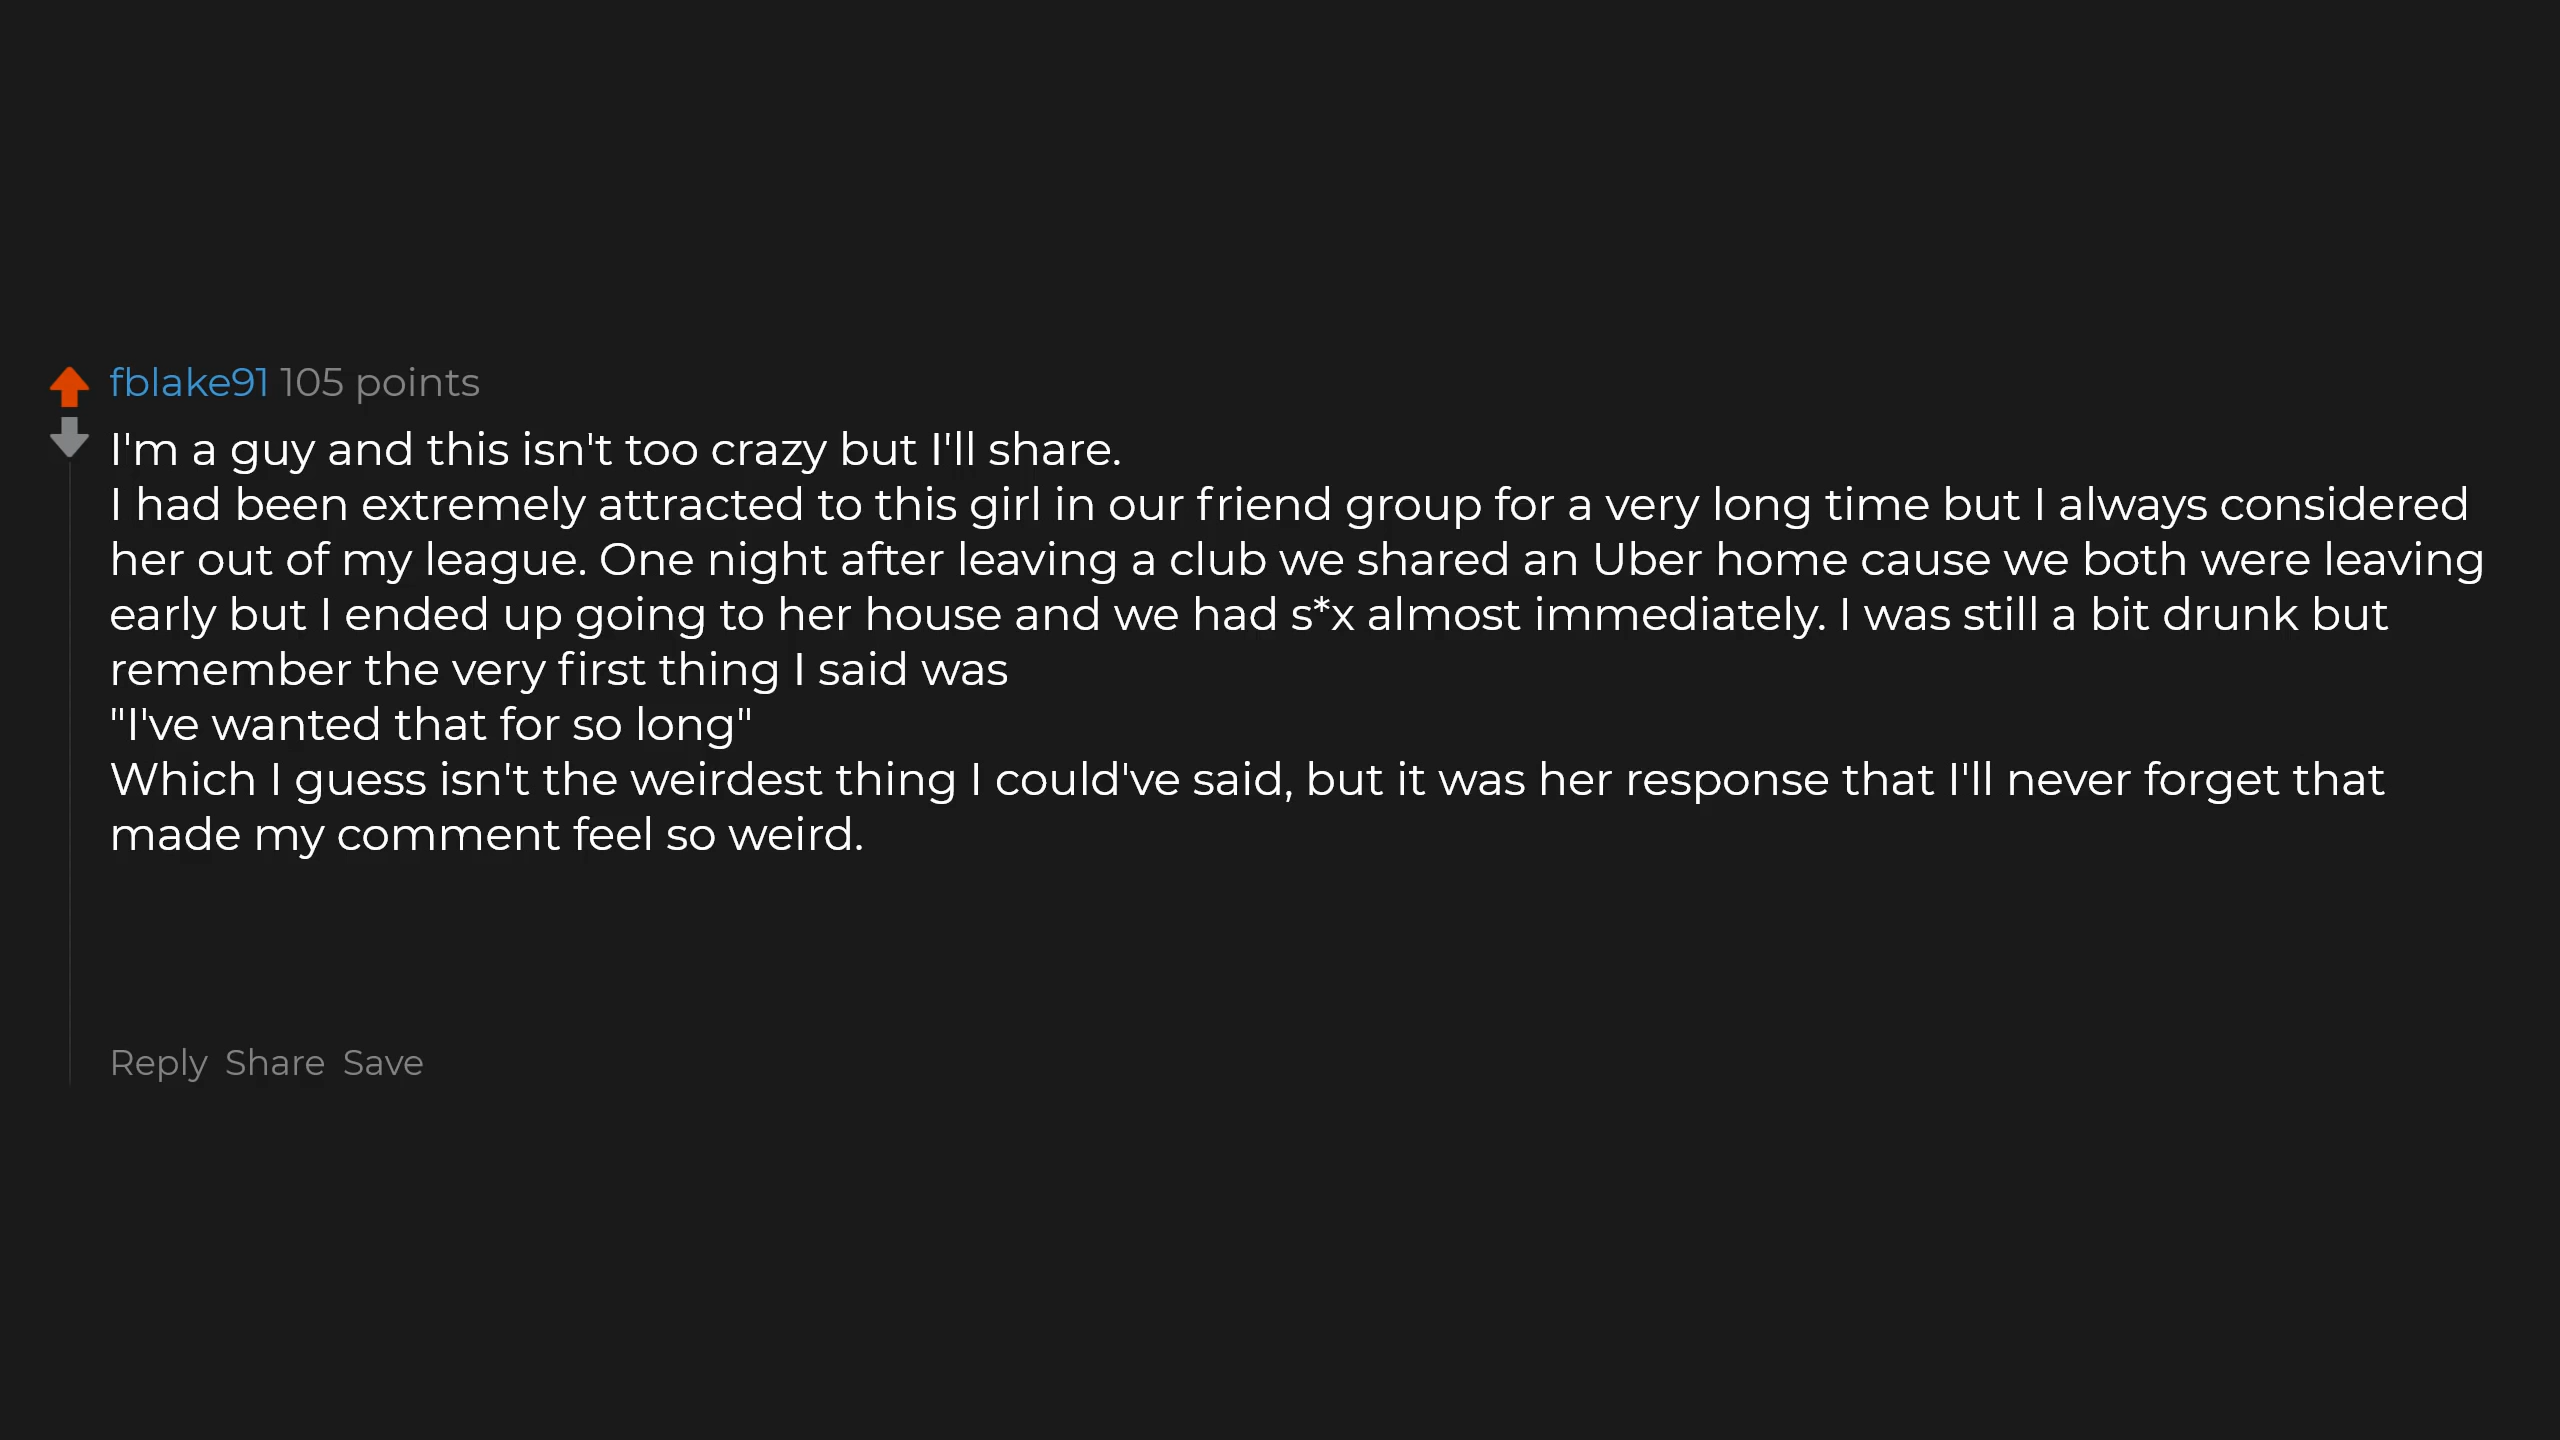 fblake91 105 points
I'm a guy and this isn't too crazy but I'll share.
I had been extremely attracted to this girl in our friend group for a very long time but I always considered
her out of my league. One night after leaving a club we shared an Uber home cause we both were leaving
early but I ended up going to her house and we had s*x almost immediately. I was still a bit drunk but
remember the very first thing I said was
"I've wanted that for so long"
Which I guess isn't the weirdest thing I could've said, but it was her response that I'll never forget that
made my comment feel so weird.
Reply Share Save